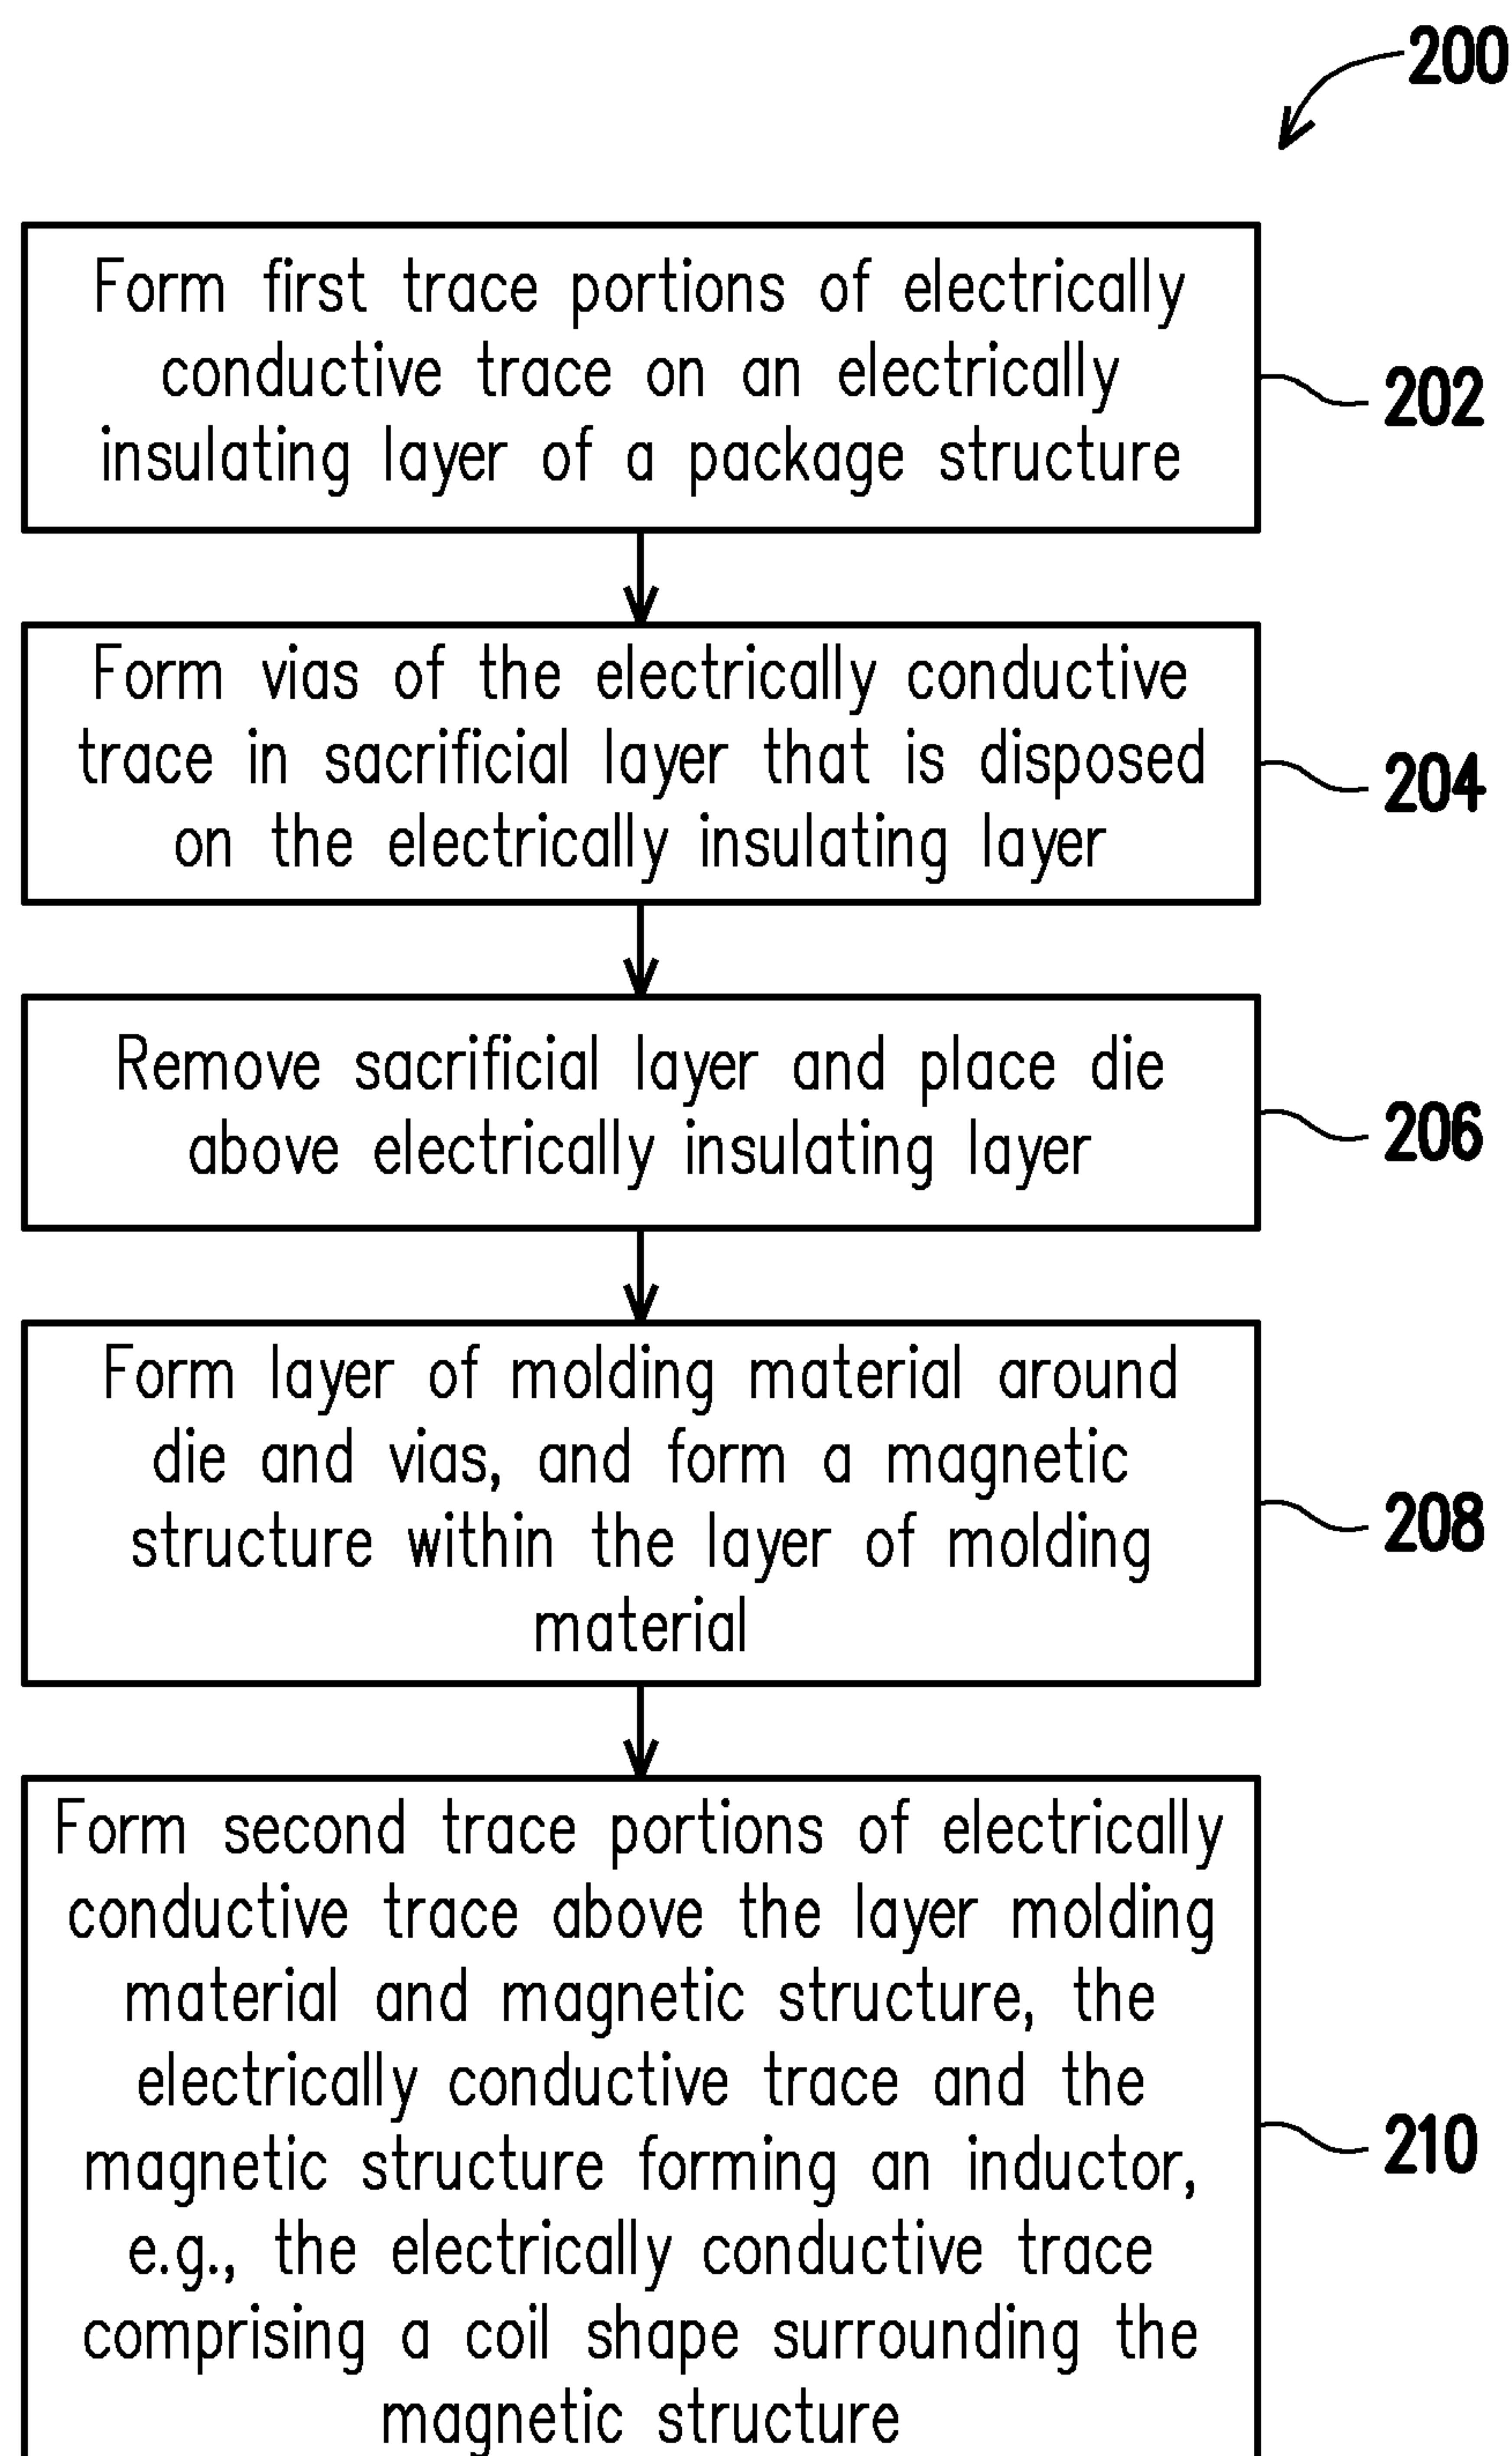 200
Form first trace portions of electrically
conductive trace on an electrically
insulating layer of a package structure
202
Form vias of the electrically conductive
trace in sacrificial layer that is disposed
on the electrically insulating layer
204
Remove sacrificial layer and place die
above electrically insulating layer
206
Form layer of molding material around
die and vias, and form a magnetic
structure within the layer of molding
material
208
Form second trace portions of electrically
conductive trace above the layer molding
material and magnetic structure, the
electrically conductive trace and the
magnetic structure forming an inductor,
e.g., the electrically conductive trace
comprising a coil shape surrounding the
magnetic structure
210